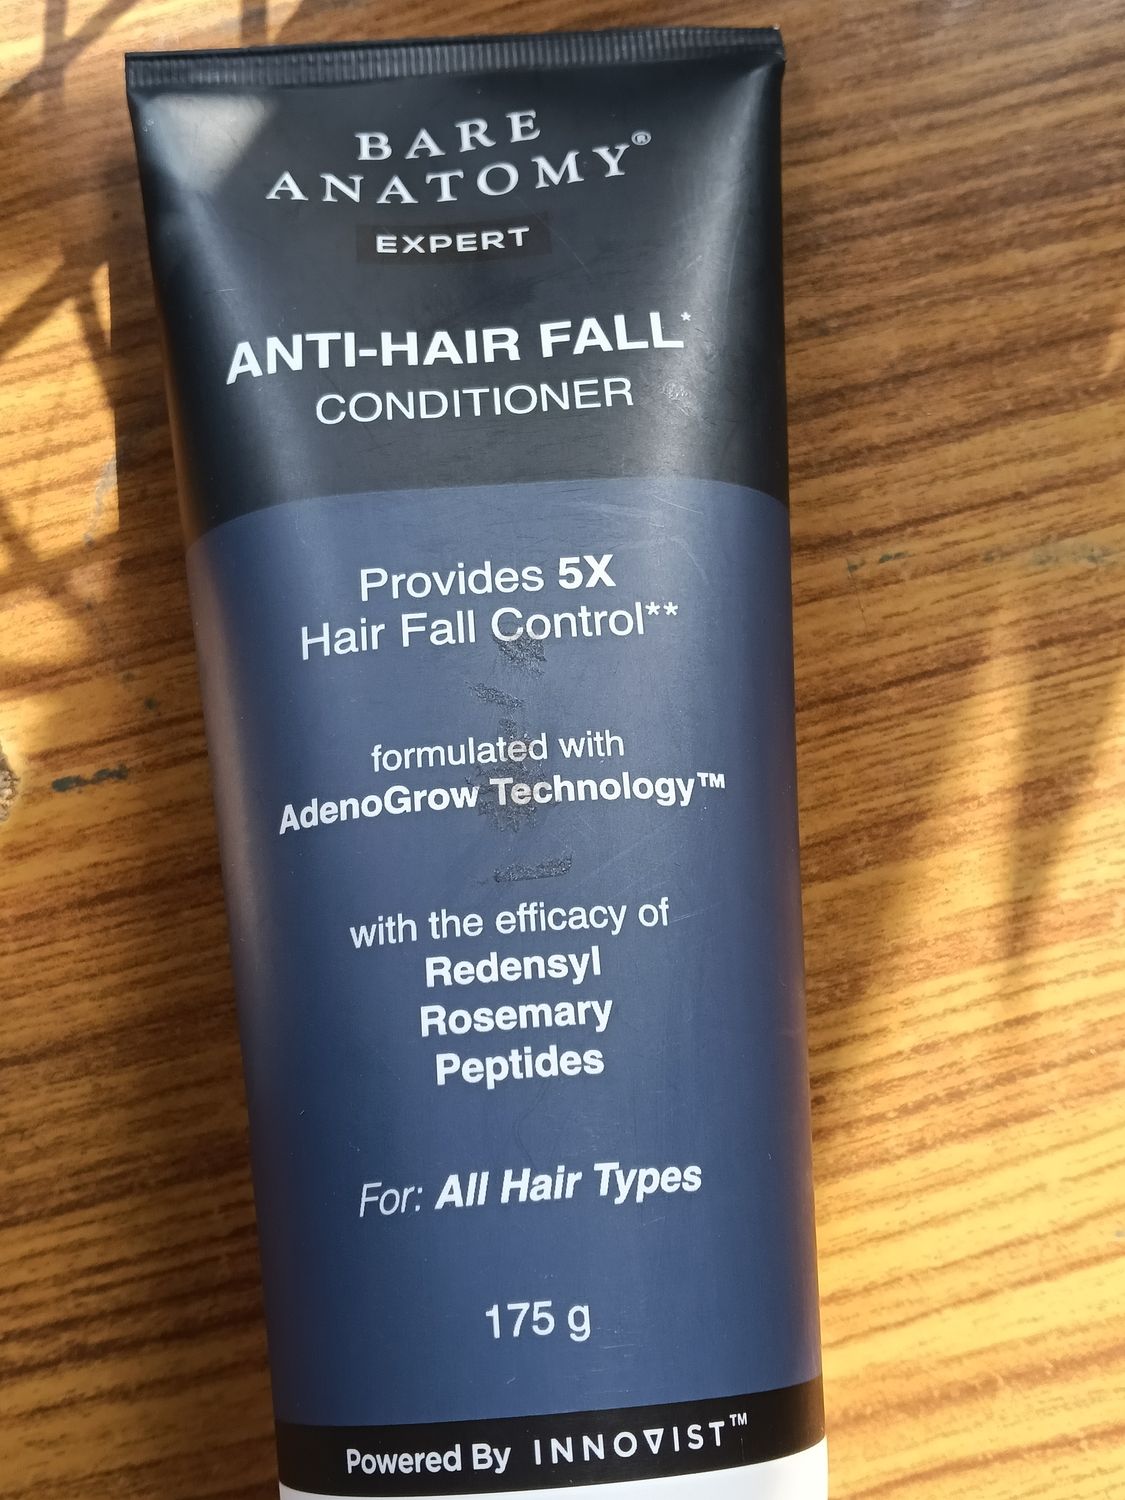 BARE
ANATOMY®
EXPERT
ANTI-HAIR FALL*
CONDITIONER
Provides 5X
Hair Fall Control**
formulated with
AdenoGrow Technology™
with the efficacy of
Redensyl
Rosemary
Peptides
For: All Hair Types
175 g
Powered By INNOVIST™